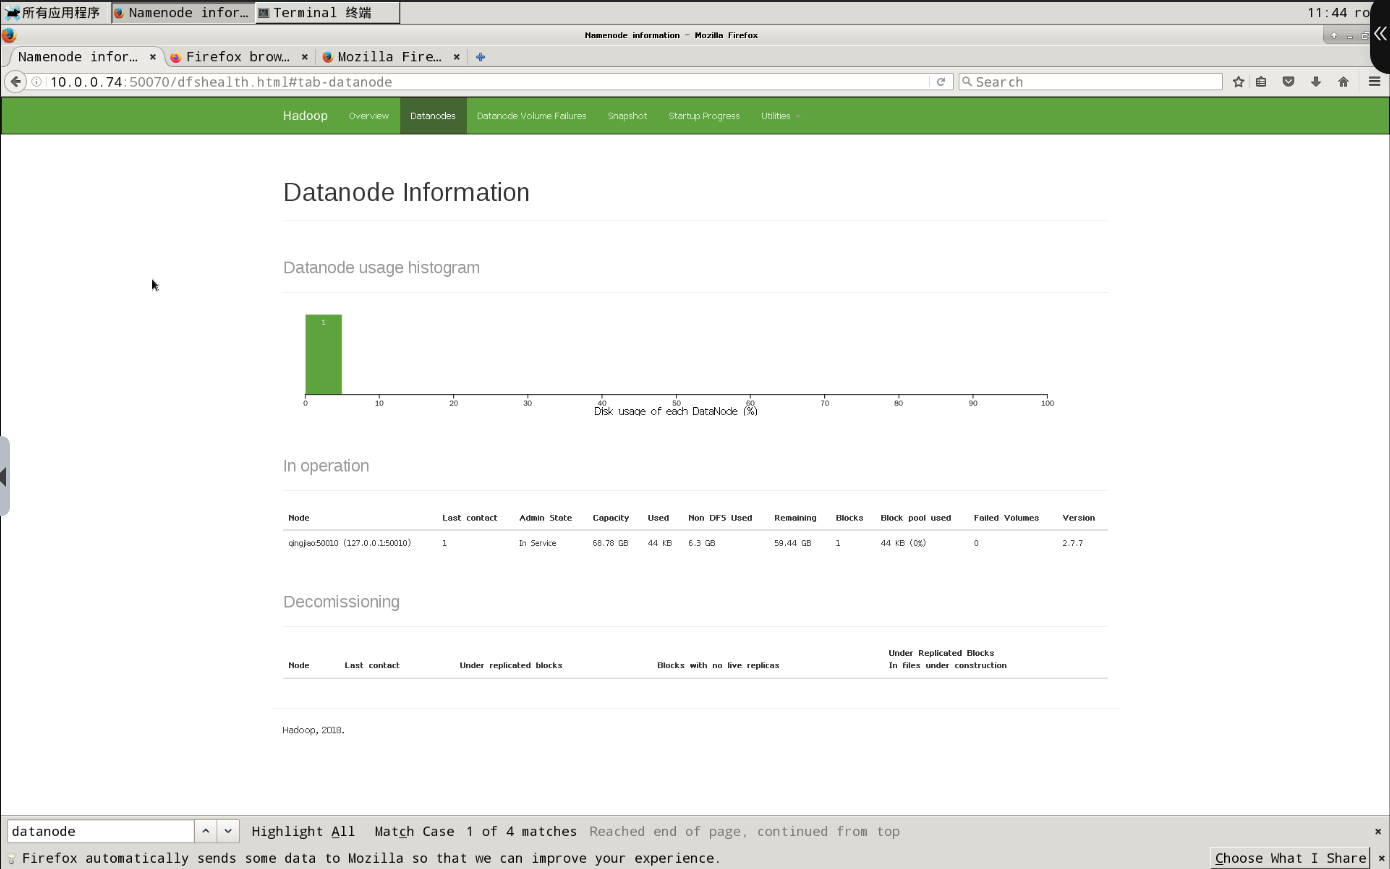 所有应用程序 Namenode infor... Terminal 终端 11:44 ro
Namenode information - Mozilla Firefox
Namenode infor... × Firefox brow... × Mozilla Fire... ×
10.0.0.74:50070/dfshealth.html#tab-datanode Search
Hadoop Overview Datanodes Datanode Volume Failures Snapshot Startup Progress Utilities
Datanode Information
Datanode usage histogram
1
0 10 20 30 40 50 60 70 80 90 100
Disk usage of each DataNode (%)
In operation
Node Last contact Admin State Capacity Used Non DFS Used Remaining Blocks Block pool used Failed Volumes Version
qingjiao:50010 (127.0.0.1:50010) 1 In Service 68.78 GB 44 KB 6.3 GB 59.44 GB 1 44 KB (0%) 0 2.7.7
Decomissioning
Node Last contact Under replicated blocks Blocks with no live replicas Under Replicated Blocks
In files under construction
Hadoop, 2018.
datanode Highlight All Match Case 1 of 4 matches Reached end of page, continued from top ×
Firefox automatically sends some data to Mozilla so that we can improve your experience. Choose What I Share ×